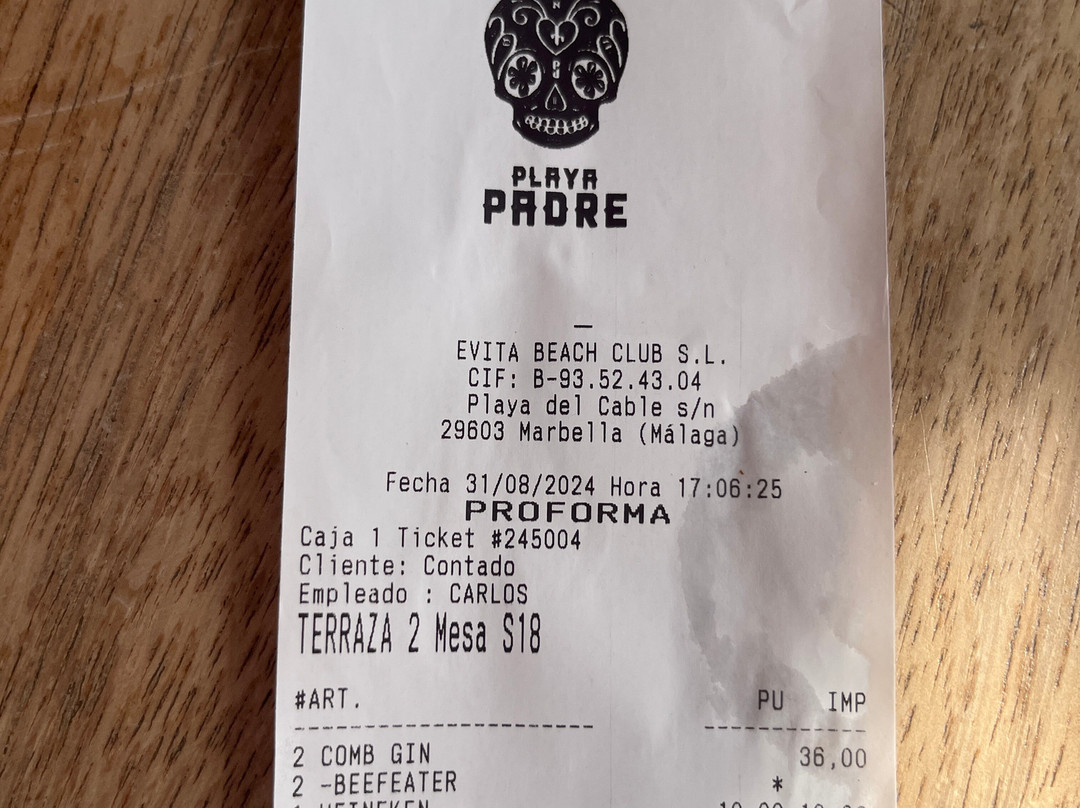 PLAYA
PADRE
EVITA BEACH CLUB S.L.
CIF: B-93.52.43.04
Playa del Cable s/n
29603 Marbella (Málaga)
Fecha 31/08/2024 Hora 17:06:25
PROFORMA
Caja 1 Ticket #245004
Cliente: Contado
Empleado : CARLOS
TERRAZA 2 Mesa S18
#ART. PU IMP
2 COMB GIN 36,00
2 -BEEFEATER *
HEINEKEN